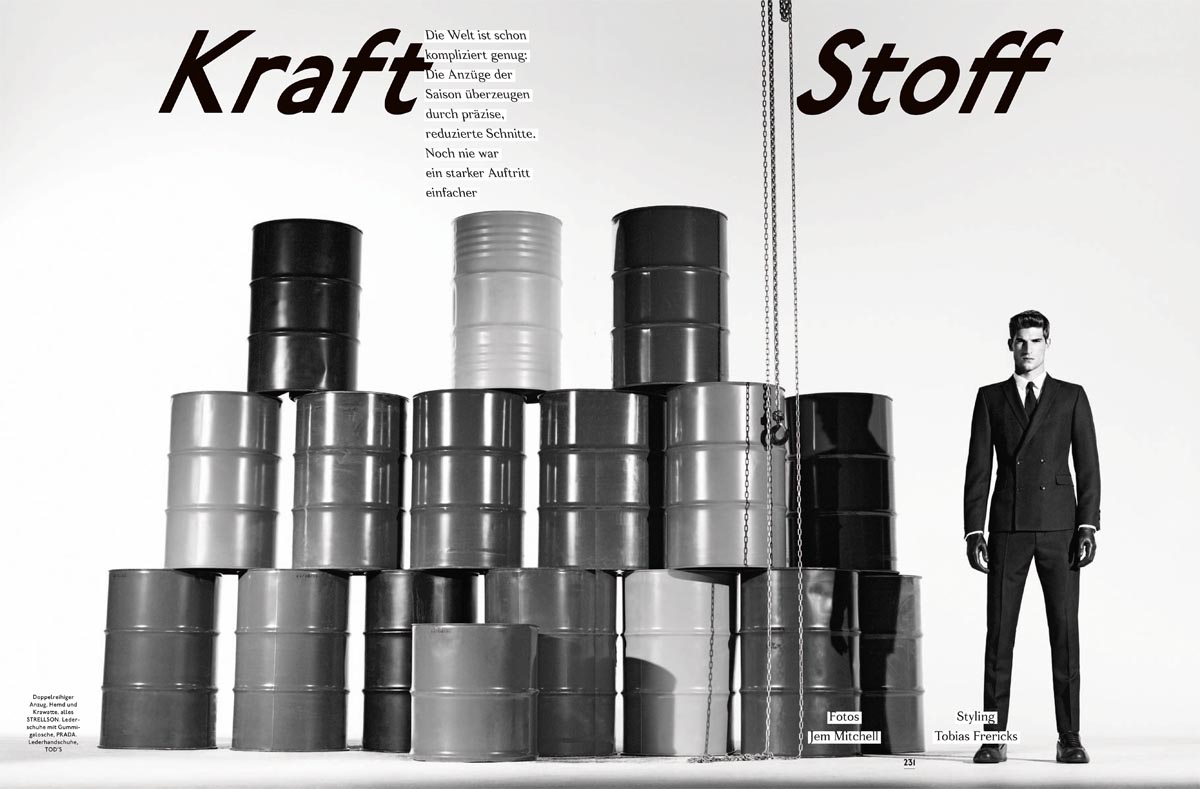 Kraft Stoff
Die Welt ist schon
kompliziert genug:
Die Anzüge der
Saison überzeugen
durch präzise,
reduzierte Schnitte.
Noch nie war
ein starker Auftritt
einfacher
Doppelreihiger
Anzug, Hemd und
Krawatte, alles
STRELLSON. Leder-
schuhe mit Gummi-
galosche, PRADA.
Lederhandschuhe,
TOD'S
Fotos
Jem Mitchell
Styling
Tobias Frericks
231